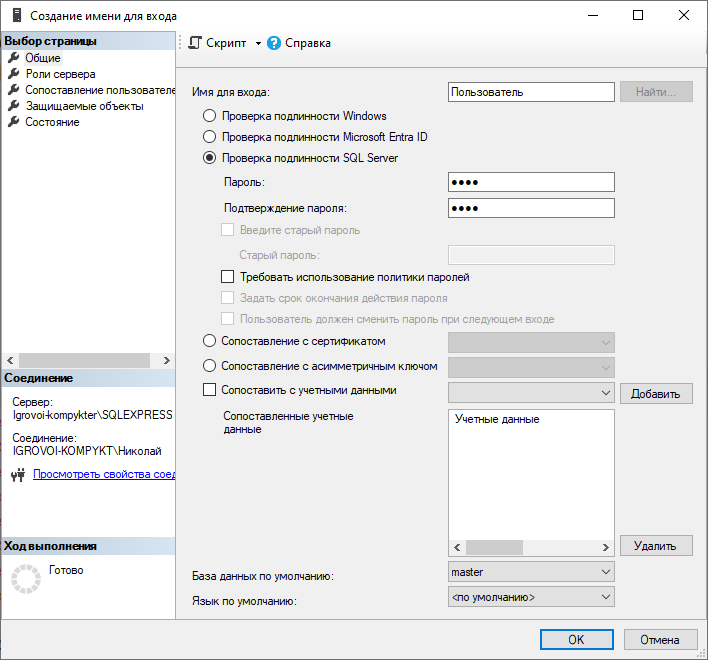 Создание имени для входа
Выбор страницы
Общие
Роли сервера
Сопоставление пользователе
Защищаемые объекты
Состояние
Скрипт
Справка
Имя для входа:
Пользователь
Найти...
Проверка подлинности Windows
Проверка подлинности Microsoft Entra ID
Проверка подлинности SQL Server
Пароль:
●●●●
Подтверждение пароля:
●●●●
Введите старый пароль
Старый пароль:
Требовать использование политики паролей
Задать срок окончания действия пароля
Пользователь должен сменить пароль при следующем входе
Сопоставление с сертификатом
Сопоставление с асимметричным ключом
Сопоставить с учетными данными
Добавить
Сопоставленные учетные
данные
Учетные данные
Удалить
База данных по умолчанию:
master
Язык по умолчанию:
<по умолчанию>
Соединение
Сервер:
Igrovoi-kompykter\SQLEXPRESS
Соединение:
IGROVOI-KOMPYKT\Николай
Просмотреть свойства соед
Ход выполнения
Готово
OK
Отмена